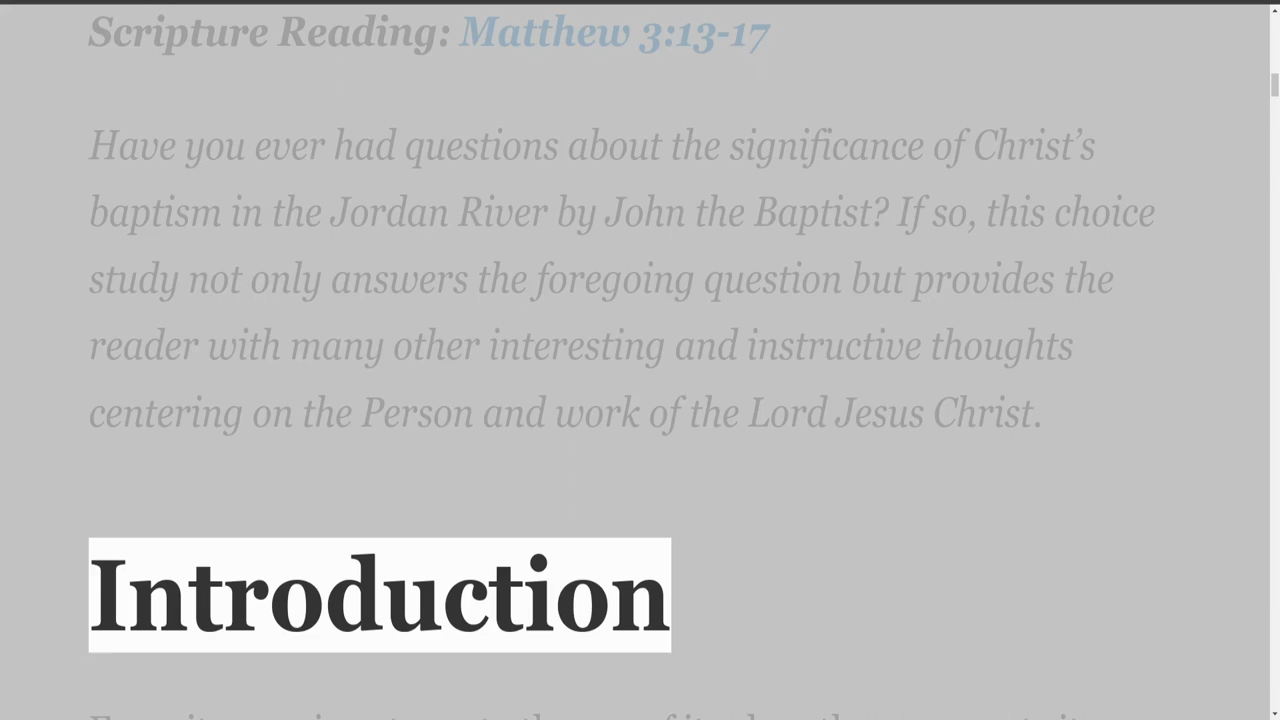 Scripture Reading: Matthew 3:13-17
Have you ever had questions about the significance of Christ’s
baptism in the Jordan River by John the Baptist? If so, this choice
study not only answers the foregoing question but provides the
reader with many other interesting and instructive thoughts
centering on the Person and work of the Lord Jesus Christ.
Introduction